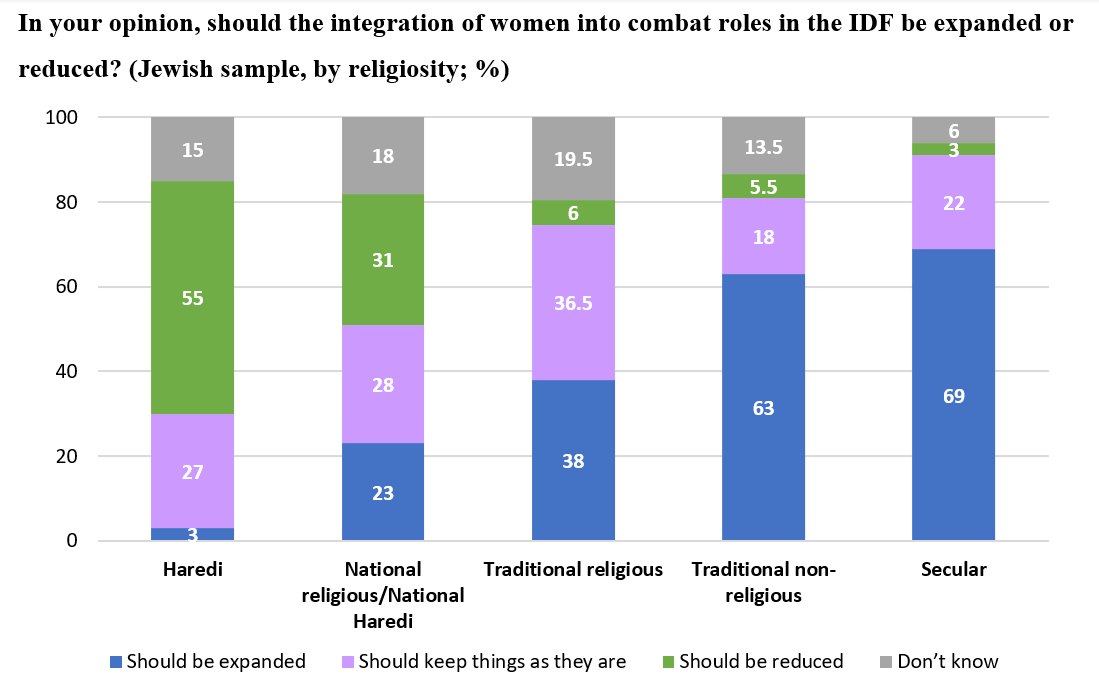 In your opinion, should the integration of women into combat roles in the IDF be expanded or
reduced? (Jewish sample, by religiosity; %)
100
80
60
40
20
0
15
55
27
3
18
31
28
23
19.5
6
36.5
38
13.5
5.5
18
63
6
3
22
69
Haredi
National
religious/National
Haredi
Traditional religious
Traditional non-
religious
Secular
Should be expanded
Should keep things as they are
Should be reduced
Don’t know